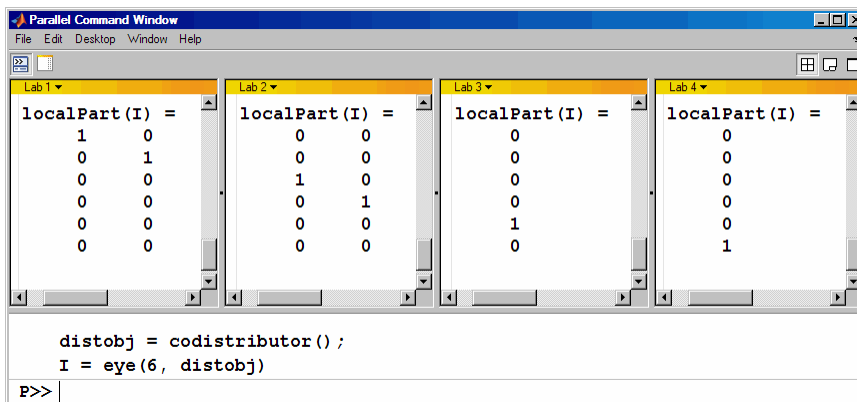 Parallel Command Window
File Edit Desktop Window Help
Lab 1
localPart(I) =
1 0
0 1
0 0
0 0
0 0
0 0
Lab 2
localPart(I) =
0 0
0 0
1 0
0 1
0 0
0 0
Lab 3
localPart(I) =
0
0
0
0
1
0
Lab 4
localPart(I) =
0
0
0
0
0
1
distobj = codistributor();
I = eye(6, distobj)
P>>